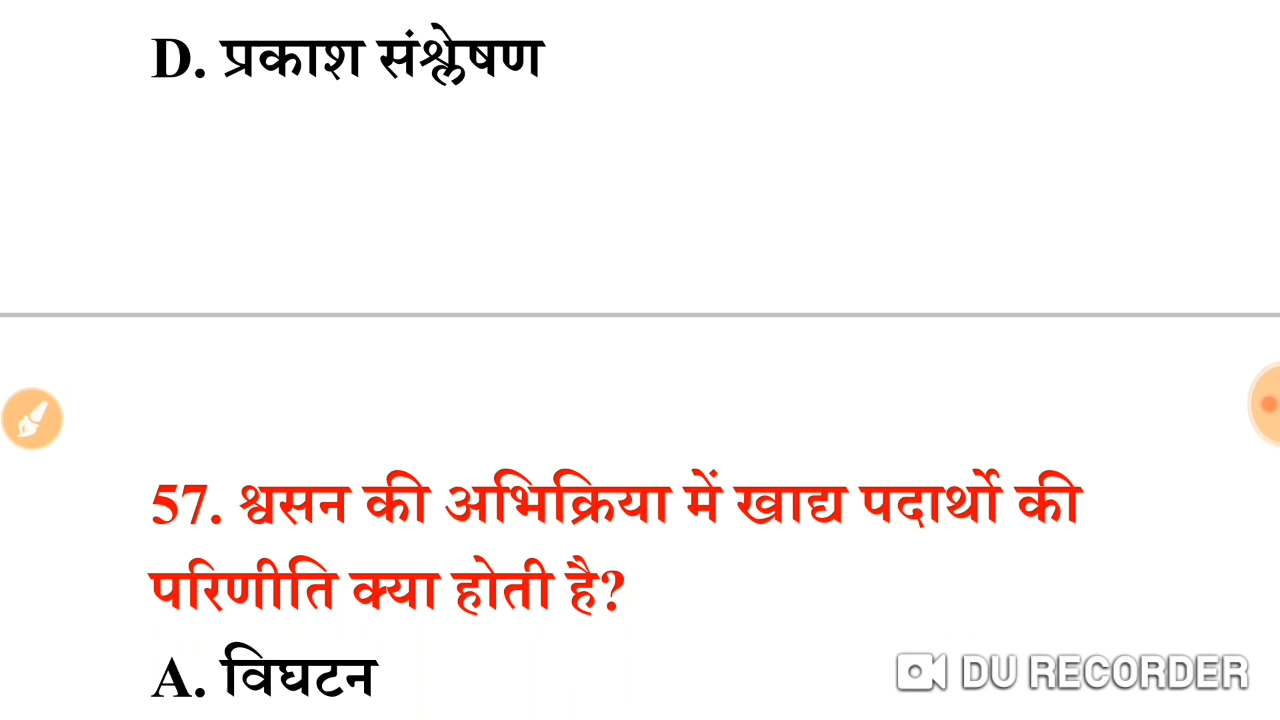 D. प्रकाश संश्लेषण
57. श्वसन की अभिक्रिया में खाद्य पदार्थो की
परिणीति क्या होती है?
A. विघटन
DU RECORDER